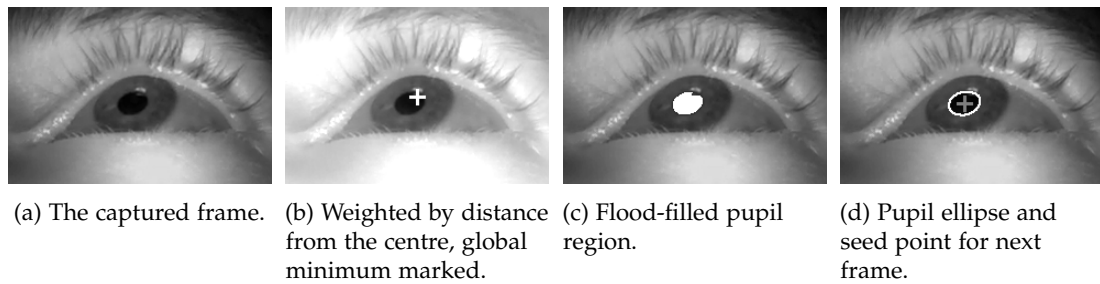 (a) The captured frame.
(b) Weighted by distance
from the centre, global
minimum marked.
(c) Flood-filled pupil
region.
(d) Pupil ellipse and
seed point for next
frame.